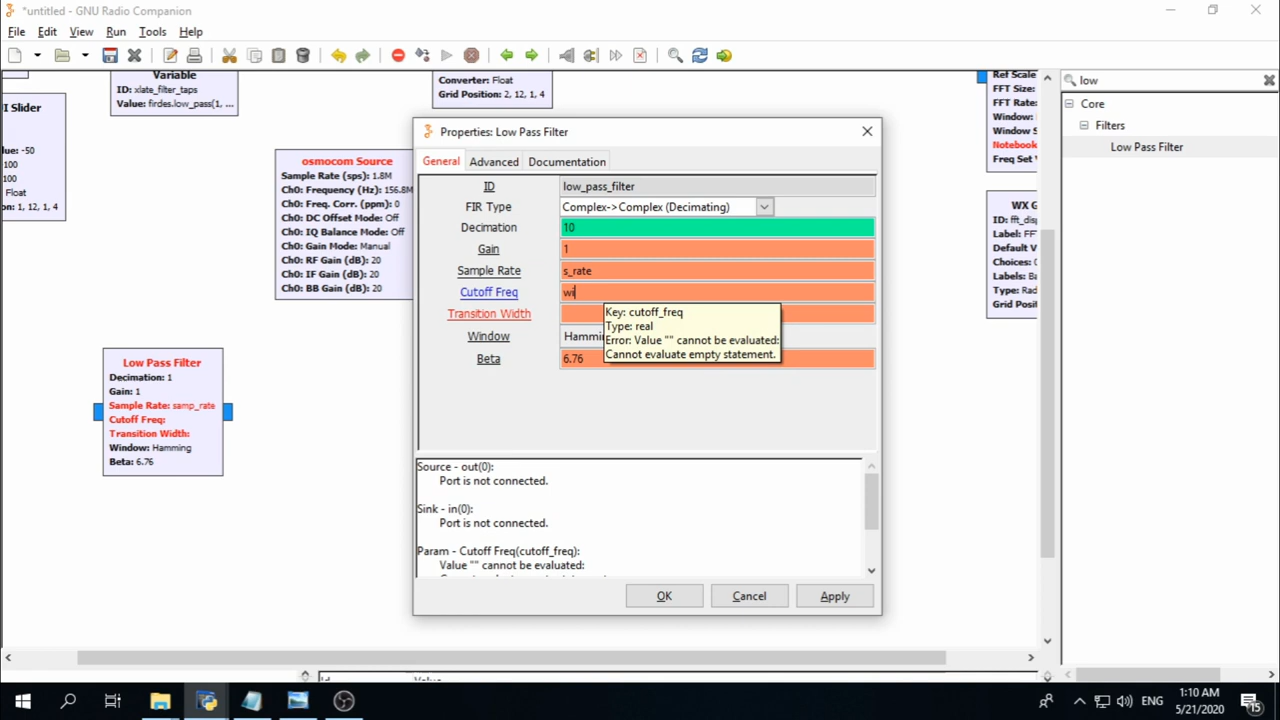 *untitled - GNU Radio Companion
File Edit View Run Tools Help
Variable
ID: xlate_filter_taps
Value: firdes.low_pass(1, ...
Converter: Float
Grid Position: 2, 12, 1, 4
I Slider
lue: -50
100
100
Float
on: 1, 12, 1, 4
osmocom Source
Sample Rate (sps): 1.8M
Ch0: Frequency (Hz): 156.8M
Ch0: Freq. Corr. (ppm): 0
Ch0: DC Offset Mode: Off
Ch0: IQ Balance Mode: Off
Ch0: Gain Mode: Manual
Ch0: RF Gain (dB): 20
Ch0: IF Gain (dB): 20
Ch0: BB Gain (dB): 20
Low Pass Filter
Decimation: 1
Gain: 1
Sample Rate: samp_rate
Cutoff Freq:
Transition Width:
Window: Hamming
Beta: 6.76
Properties: Low Pass Filter
General Advanced Documentation
ID low_pass_filter
FIR Type Complex->Complex (Decimating)
Decimation 10
Gain 1
Sample Rate s_rate
Cutoff Freq wi
Transition Width
Window Hammi
Beta 6.76
Key: cutoff_freq
Type: real
Error: Value "" cannot be evaluated:
Cannot evaluate empty statement.
Source - out(0):
Port is not connected.
Sink - in(0):
Port is not connected.
Param - Cutoff Freq(cutoff_freq):
Value "" cannot be evaluated:
OK Cancel Apply
Ref Scale
FFT Size:
FFT Rate:
Window:
Window S
Notebook
Freq Set V
WX G
ID: fft_disp
Label: FFT
Default V
Choices: (
Labels: Ba
Type: Rad
Grid Posit
low
Core
Filters
Low Pass Filter
Id Value
ENG
1:10 AM
5/21/2020
15